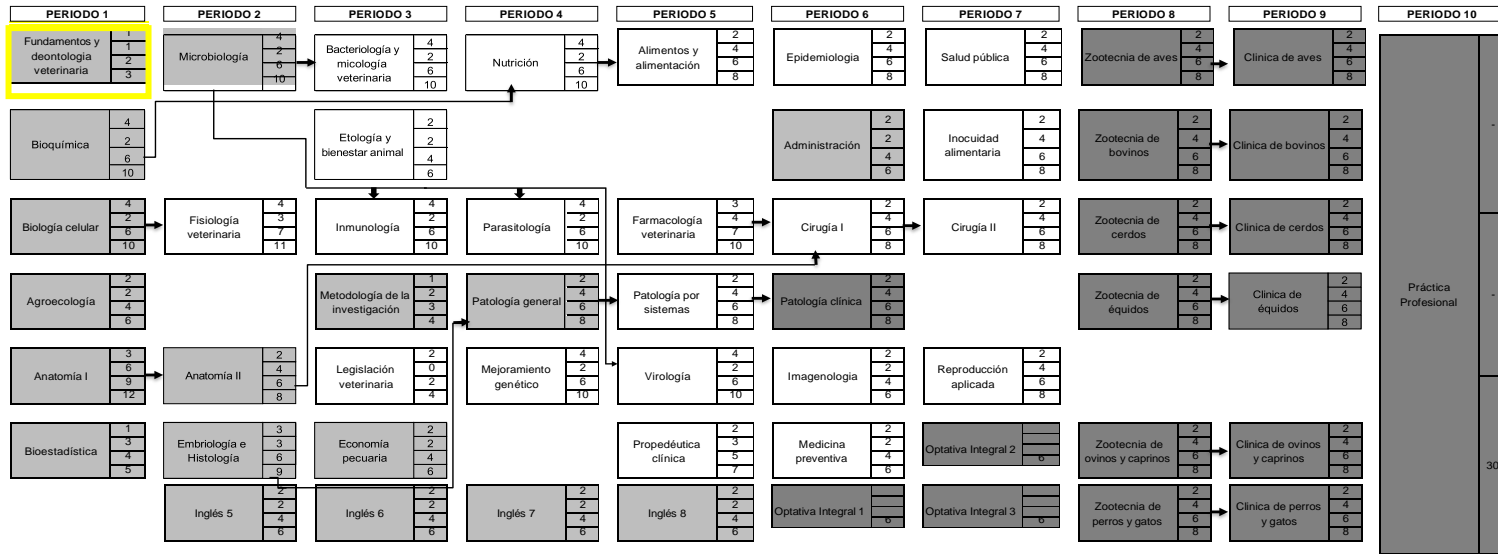 PERIODO 1
PERIODO 2
PERIODO 3
PERIODO 4
PERIODO 5
PERIODO 6
PERIODO 7
PERIODO 8
PERIODO 9
PERIODO 10
Fundamentos y
deontologia
veterinaria
1
1
2
3
Microbiología
4
2
6
10
Bacteriología y
micología
veterinaria
4
2
6
10
Nutrición
4
2
6
10
Alimentos y
alimentación
2
4
6
8
Epidemiologia
2
4
6
8
Salud pública
2
4
6
8
Zootecnia de aves
2
4
6
8
Clinica de aves
2
4
6
8
Bioquímica
4
2
6
10
Etología y
bienestar animal
2
2
4
6
Administración
2
2
4
6
Inocuidad
alimentaria
2
4
6
8
Zootecnia de
bovinos
2
4
6
8
Clinica de bovinos
2
4
6
8
-
Biología celular
4
2
6
10
Fisiología
veterinaria
4
3
7
11
Inmunología
4
2
6
10
Parasitología
4
2
6
10
Farmacología
veterinaria
3
4
7
10
Cirugía I
2
4
6
8
Cirugía II
2
4
6
8
Zootecnia de
cerdos
2
4
6
8
Clinica de cerdos
2
4
6
8
Agroecología
2
2
4
6
Metodología de la
investigación
1
2
3
4
Patología general
2
4
6
8
Patología por
sistemas
2
4
6
8
Patología clínica
2
4
6
8
Zootecnia de
équidos
2
4
6
8
Clinica de
équidos
2
4
6
8
Práctica
Profesional
-
Anatomía I
3
6
9
12
Anatomía II
2
4
6
8
Legislación
veterinaria
2
0
2
4
Mejoramiento
genético
4
2
6
10
Virología
4
2
6
10
Imagenologia
2
2
4
6
Reproducción
aplicada
2
4
6
8
Bioestadística
1
3
4
5
Embriología e
Histología
3
3
6
9
Economía
pecuaria
2
2
4
6
Propedéutica
clínica
2
3
5
7
Medicina
preventiva
2
2
4
6
Optativa Integral 2
6
Zootecnia de
ovinos y caprinos
2
4
6
8
Clinica de ovinos
y caprinos
2
4
6
8
30
Inglés 5
2
2
4
6
Inglés 6
2
2
4
6
Inglés 7
2
2
4
6
Inglés 8
2
2
4
6
Optativa Integral 1
6
Optativa Integral 3
6
Zootecnia de
perros y gatos
2
4
6
8
Clinica de perros
y gatos
2
4
6
8